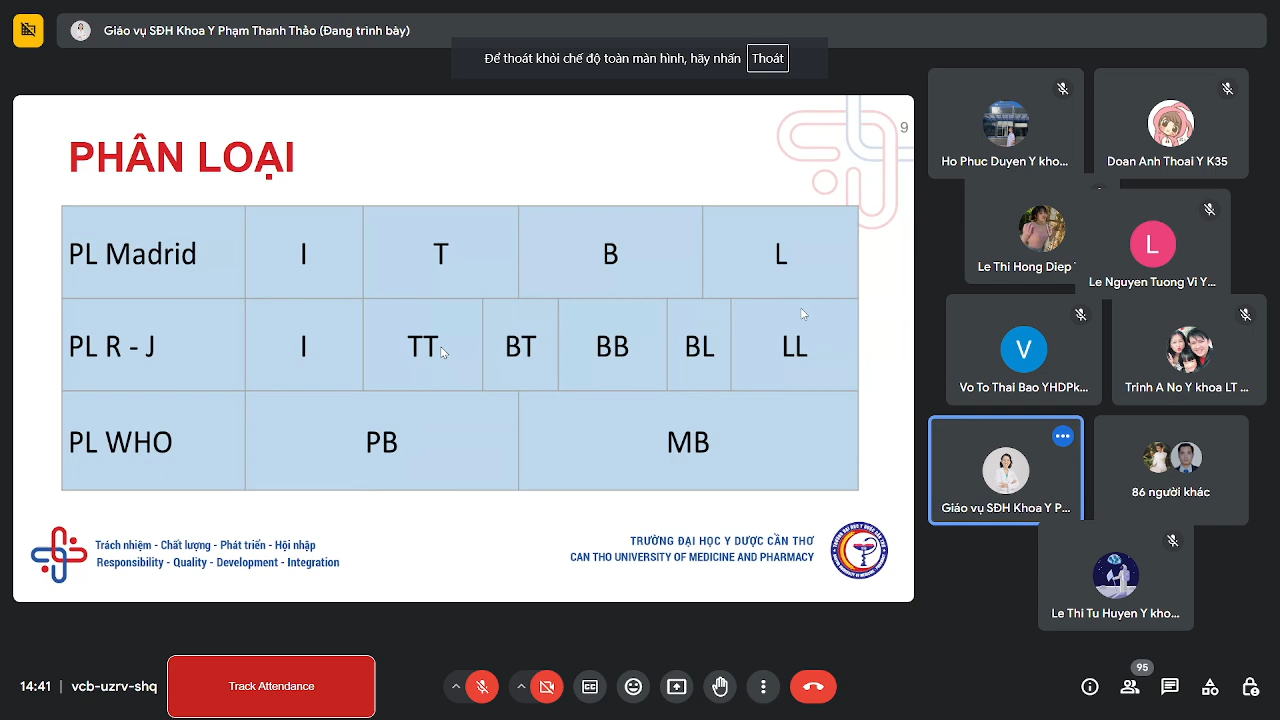 Giáo vụ SĐH Khoa Y Phạm Thanh Thảo (Đang trình bày)
Để thoát khỏi chế độ toàn màn hình, hãy nhấn Thoát
9
PHÂN LOẠI
PL Madrid I T B L
PL R - J I TT BT BB BL LL
PL WHO PB MB
Trách nhiệm - Chất lượng - Phát triển - Hội nhập
Responsibility - Quality - Development - Integration
TRƯỜNG ĐẠI HỌC Y DƯỢC CẦN THƠ
CAN THO UNIVERSITY OF MEDICINE AND PHARMACY
Ho Phuc Duyen Y kho...
Doan Anh Thoai Y K35
Le Thi Hong Diep
L
Le Nguyen Tuong Vi Y...
V
Vo To Thai Bao YHDPk...
Trinh A No Y khoa LT ...
Giáo vụ SĐH Khoa Y P...
86 người khác
Le Thi Tu Huyen Y kho...
14:41 | vcb-uzrv-shq
Track Attendance
95